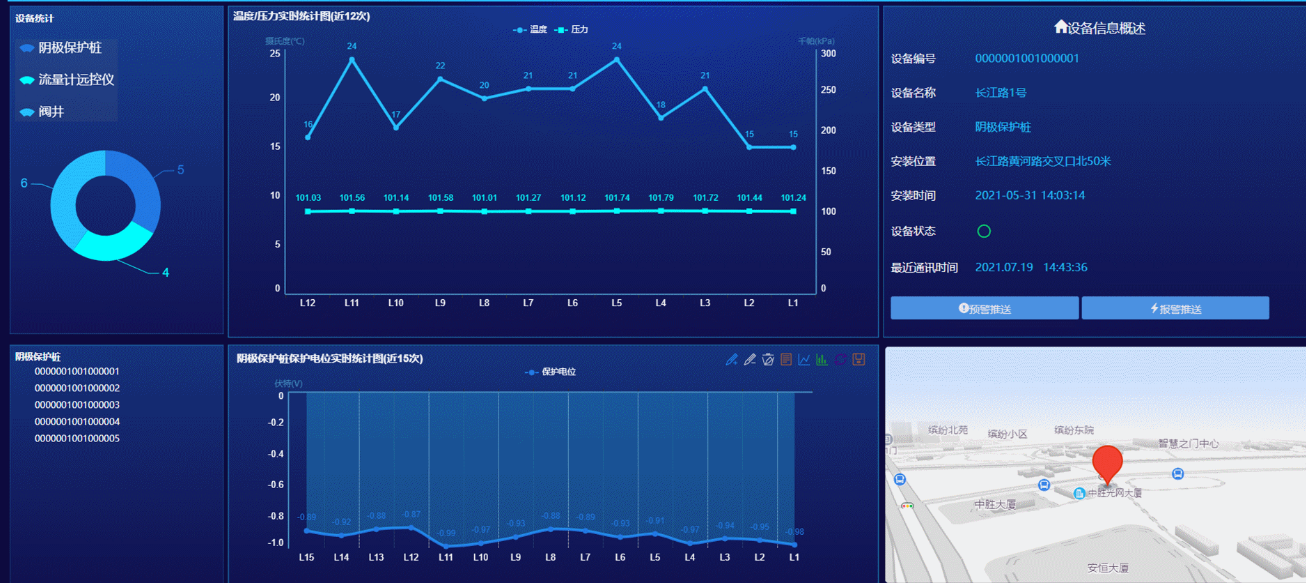 设备统计
阴极保护桩
流量计远控仪
阀井
5
6
4
温度/压力实时统计图(近12次)
温度 压力
摄氏度(℃) 千帕(kPa)
25 20 15 10 5 0
300 250 200 150 100 50 0
16 24 17 22 20 21 21 24 18 21 15 15
101.03 101.56 101.14 101.58 101.01 101.27 101.12 101.74 101.79 101.72 101.44 101.24
L12 L11 L10 L9 L8 L7 L6 L5 L4 L3 L2 L1
设备信息概述
设备编号 0000001001000001
设备名称 长江路1号
设备类型 阴极保护桩
安装位置 长江路黄河路交叉口北50米
安装时间 2021-05-31 14:03:14
设备状态
最近通讯时间 2021.07.19 14:43:36
预警推送 报警推送
阴极保护桩
0000001001000001
0000001001000002
0000001001000003
0000001001000004
0000001001000005
阴极保护桩保护电位实时统计图(近15次)
保护电位
伏特(V)
0
-0.2
-0.4
-0.6
-0.8
-1.0
-0.89 -0.92 -0.88 -0.87 -0.99 -0.97 -0.93 -0.88 -0.89 -0.93 -0.91 -0.97 -0.94 -0.95 -0.98
L15 L14 L13 L12 L11 L10 L9 L8 L7 L6 L5 L4 L3 L2 L1
缤纷北苑
缤纷小区
缤纷东院
智慧之门中心
门
中胜光网大厦
中胜大厦
安恒大厦